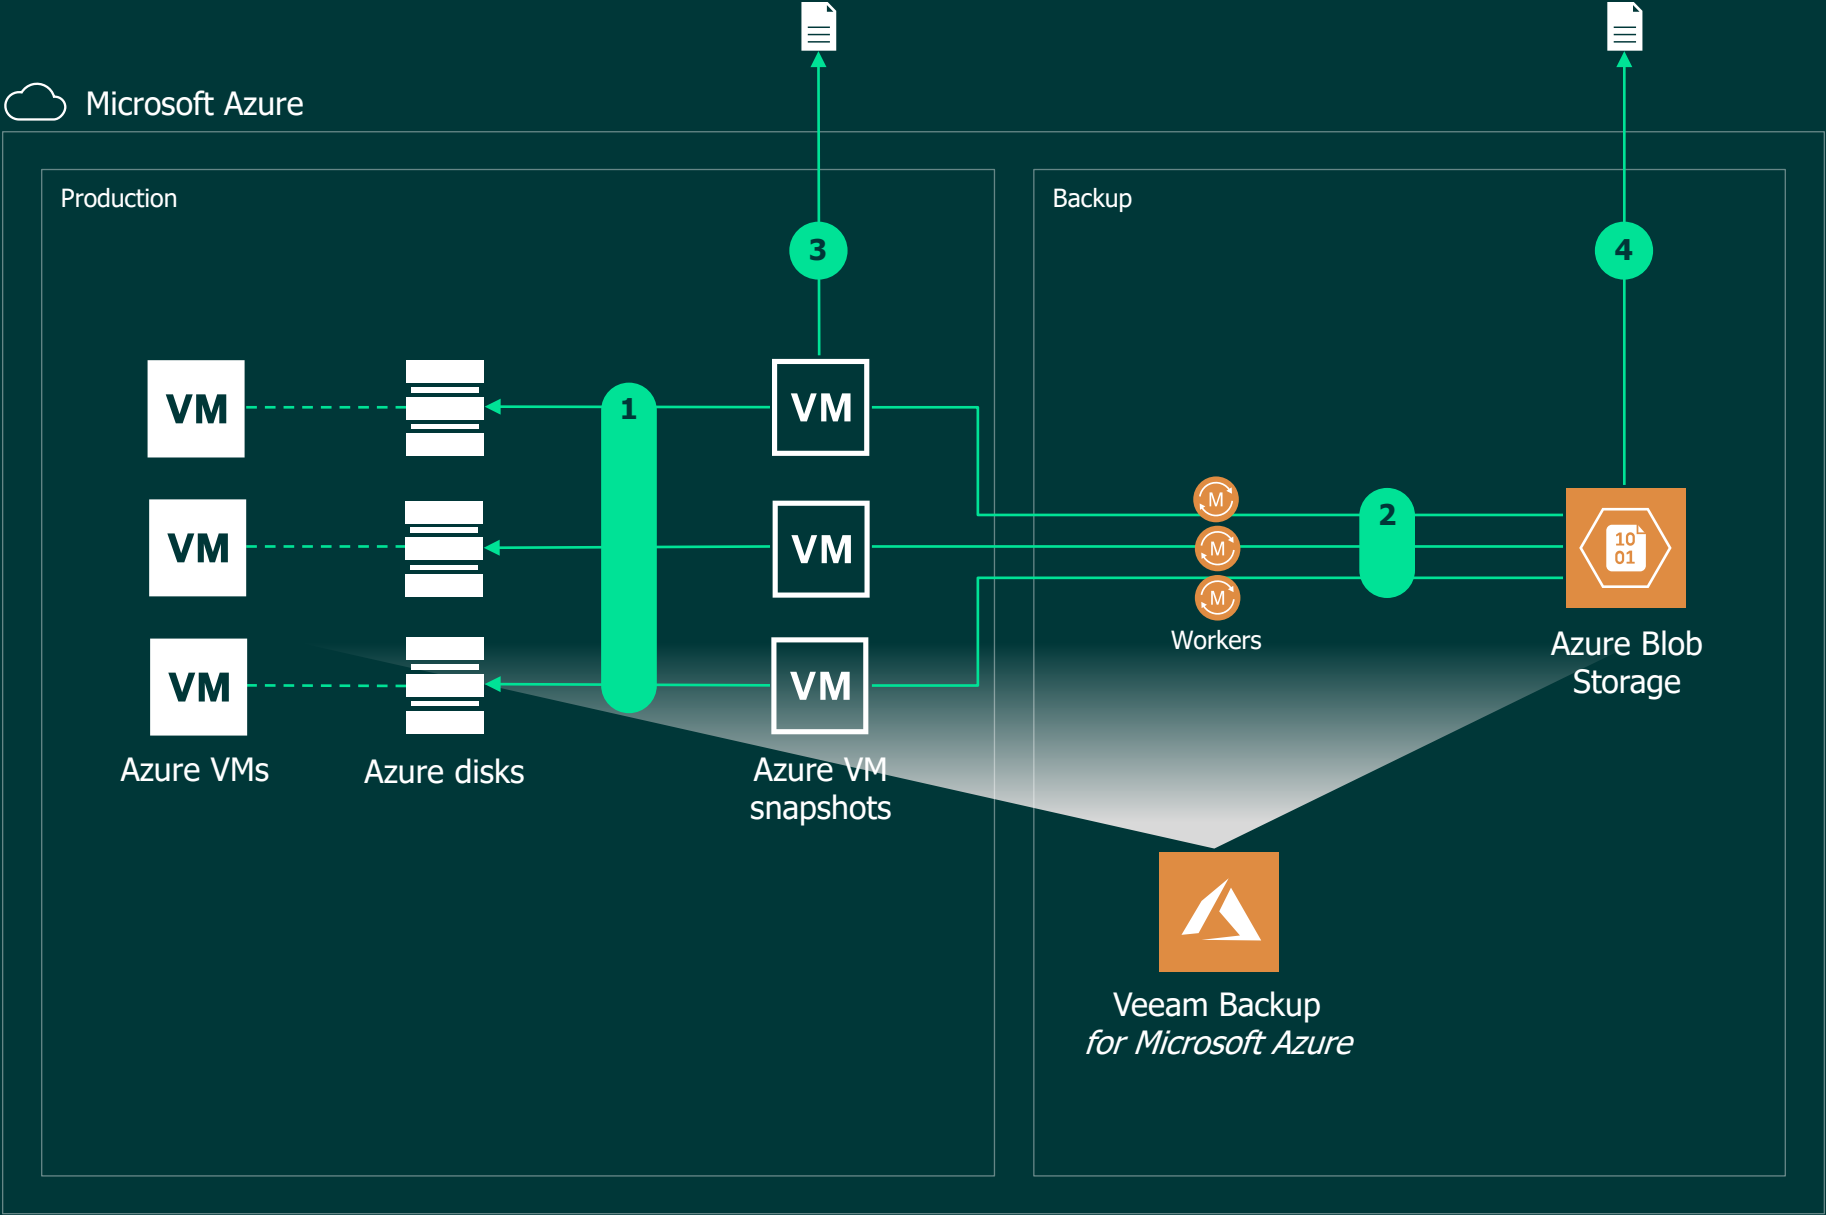 Microsoft Azure
Production
Backup
3
4
VM
1
VM
VM
VM
M
2
M
10
01
M
Workers
Azure Blob
Storage
VM
VM
Azure VMs
Azure disks
Azure VM
snapshots
Veeam Backup
for Microsoft Azure